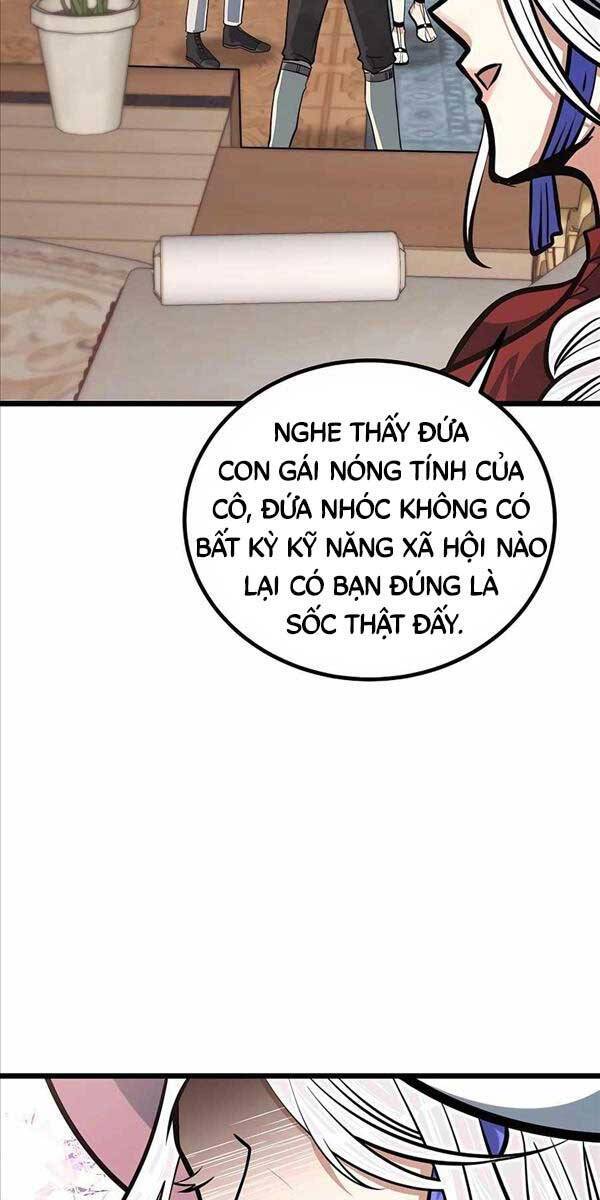 NGHE THẤY ĐỨA
CON GÁI NÓNG TÍNH CỦA
CÔ, ĐỨA NHÓC KHÔNG CÓ
BẤT KỲ KỸ NĂNG XÃ HỘI NÀO
LẠI CÓ BẠN ĐÚNG LÀ
SỐC THẬT ĐẤY.